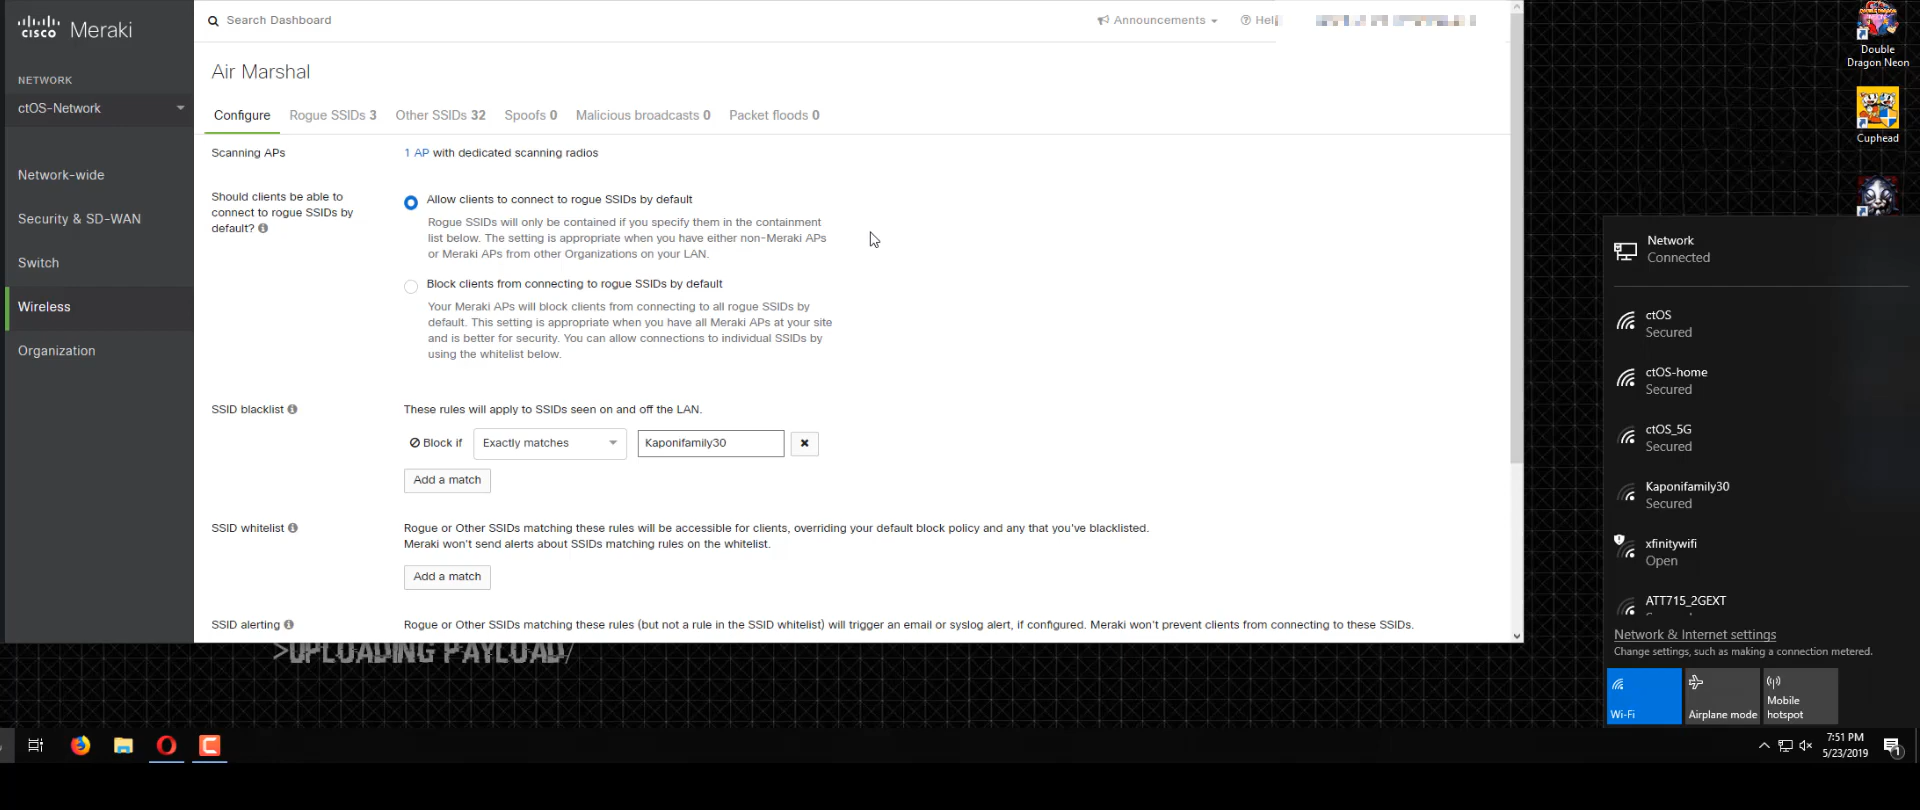 cisco Meraki
NETWORK
ctOS-Network
Network-wide
Security & SD-WAN
Switch
Wireless
Organization
Search Dashboard
Announcements
Help
Air Marshal
Configure
Rogue SSIDs 3
Other SSIDs 32
Spoofs 0
Malicious broadcasts 0
Packet floods 0
Scanning APs
1 AP with dedicated scanning radios
Should clients be able to
connect to rogue SSIDs by
default?
Allow clients to connect to rogue SSIDs by default
Rogue SSIDs will only be contained if you specify them in the containment
list below. The setting is appropriate when you have either non-Meraki APs
or Meraki APs from other Organizations on your LAN.
Block clients from connecting to rogue SSIDs by default
Your Meraki APs will block clients from connecting to all rogue SSIDs by
default. This setting is appropriate when you have all Meraki APs at your site
and is better for security. You can allow connections to individual SSIDs by
using the whitelist below.
SSID blacklist
These rules will apply to SSIDs seen on and off the LAN.
Block if
Exactly matches
Kaponifamily30
Add a match
SSID whitelist
Rogue or Other SSIDs matching these rules will be accessible for clients, overriding your default block policy and any that you've blacklisted.
Meraki won't send alerts about SSIDs matching rules on the whitelist.
Add a match
SSID alerting
Rogue or Other SSIDs matching these rules (but not a rule in the SSID whitelist) will trigger an email or syslog alert, if configured. Meraki won't prevent clients from connecting to these SSIDs.
>UPLOADING PAYLOAD/
Double
Dragon Neon
Cuphead
Network
Connected
ctOS
Secured
ctOS-home
Secured
ctOS_5G
Secured
Kaponifamily30
Secured
xfinitywifi
Open
ATT715_2GEXT
Network & Internet settings
Change settings, such as making a connection metered.
Wi-Fi
Airplane mode
Mobile
hotspot
7:51 PM
5/23/2019
1